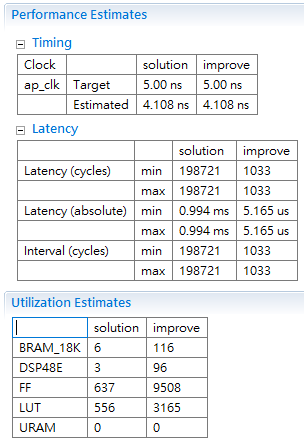 Performance Estimates
Timing
Clock solution improve
ap_clk Target 5.00 ns 5.00 ns
Estimated 4.108 ns 4.108 ns
Latency
solution improve
Latency (cycles) min 198721 1033
max 198721 1033
Latency (absolute) min 0.994 ms 5.165 us
max 0.994 ms 5.165 us
Interval (cycles) min 198721 1033
max 198721 1033
Utilization Estimates
solution improve
BRAM_18K 6 116
DSP48E 3 96
FF 637 9508
LUT 556 3165
URAM 0 0